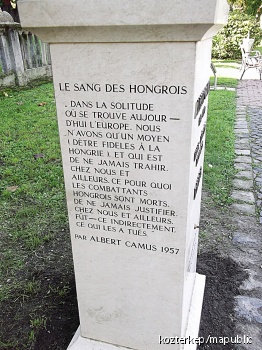 LE SANG DES HONGROIS
. DANS LA SOLITUDE
OÚ SE TROUVE AUJOUR—
D'HUI L'EUROPE, NOUS
N'AVONS QU'UN MOYEN
( D'ÊTRE FIDELES À LA
HONGRIE ), ET QUI EST
DE NE JAMAIS TRAHIR,
CHEZ NOUS ET
AILLEURS, CE POUR QUOI
LES COMBATTANTS
HONGROIS SONT MORTS,
DE NE JAMAIS JUSTIFIER,
CHEZ NOUS ET AILLEURS,
FÛT—CE INDIRECTEMENT,
CE QUI LES A TUÉS.
PAR ALBERT CAMUS 1957
kozterkep/mapublic